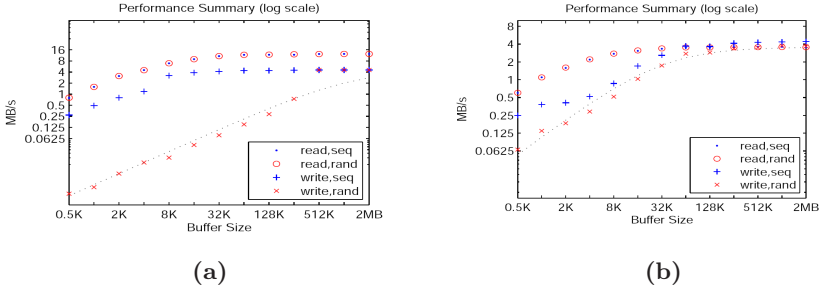 Performance Summary (log scale)
16
8
4
2
1
0.5
0.25
0.125
0.0625
MB/s
read,seq
read,rand
write,seq
write,rand
0.5K 2K 8K 32K 128K 512K 2MB
Buffer Size
(a)
Performance Summary (log scale)
8
4
2
1
0.5
0.25
0.125
0.0625
MB/s
read,seq
read,rand
write,seq
write,rand
0.5K 2K 8K 32K 128K 512K 2MB
Buffer Size
(b)